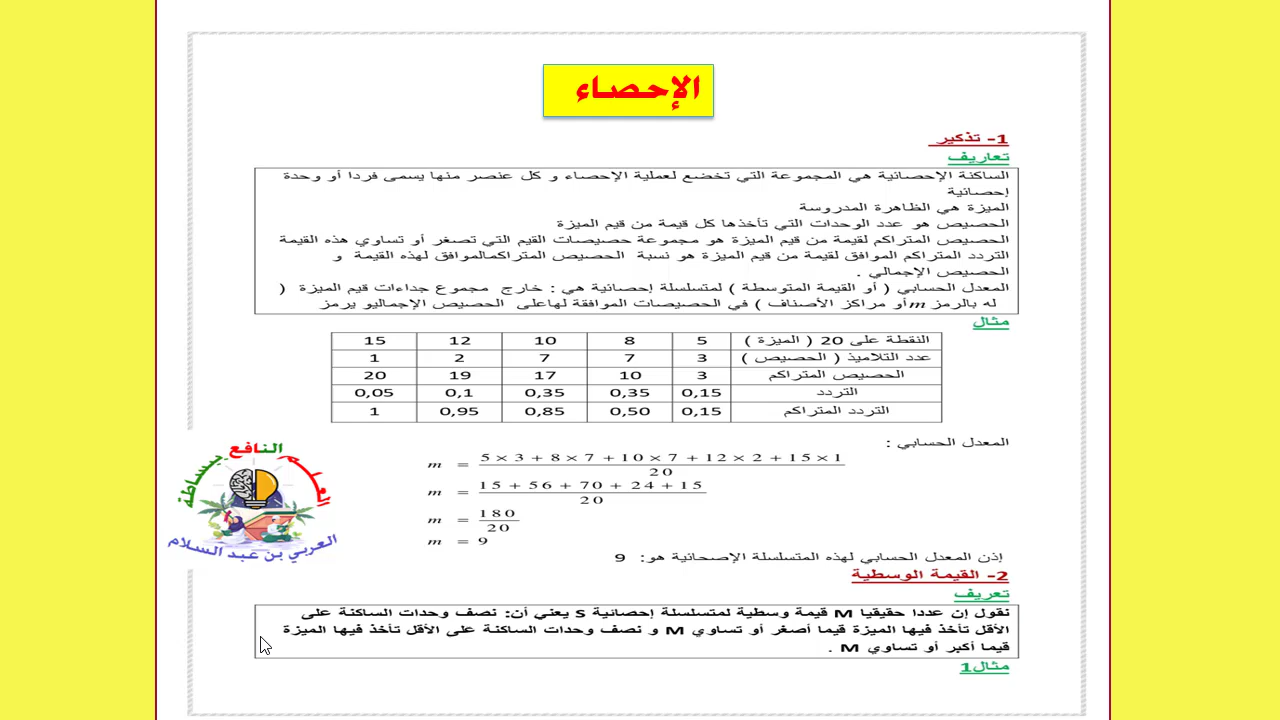 الإحصاء
1- تذكير
تعاريف
الساكنة الإحصائية هي المجموعة التي تخضع لعملية الإحصاء و كل عنصر منها يسمى فردا أو وحدة
إحصائية
الميزة هي الظاهرة المدروسة
الحصيص هو عدد الوحدات التي تأخذها كل قيمة من قيم الميزة
الحصيص المتراكم لقيمة من قيم الميزة هو مجموعة حصيصات القيم التي تصغر أو تساوي هذه القيمة
التردد المتراكم الموافق لقيمة من قيم الميزة هو نسبة الحصيص المتراكمالموافق لهذه القيمة و
الحصيص الإجمالي .
المعدل الحسابي ( أو القيمة المتوسطة ) لمتسلسلة إحصائية هي : خارج مجموع جداءات قيم الميزة (
له بالرمز m أو مراكز الأصناف ) في الحصيصات الموافقة لهاعلى الحصيص الإجماليو يرمز
مثال
النقطة على 20 ( الميزة ) 5 8 10 12 15
عدد التلاميذ ( الحصيص ) 3 7 7 2 1
الحصيص المتراكم 3 10 17 19 20
التردد 0,15 0,35 0,35 0,1 0,05
التردد المتراكم 0,15 0,50 0,85 0,95 1
المعدل الحسابي :
m = 5 × 3 + 8 × 7 + 10 × 7 + 12 × 2 + 15 × 1
20
m = 15 + 56 + 70 + 24 + 15
20
m = 180
20
m = 9
إذن المعدل الحسابي لهذه المتسلسلة الإصحائية هو: 9
العلم النافع ببساطة
العربي بن عبد السلام
2- القيمة الوسطية
تعريف
نقول إن عددا حقيقيا M قيمة وسطية لمتسلسلة إحصائية S يعني أن: نصف وحدات الساكنة على
الأقل تأخذ فيها الميزة قيما أصغر أو تساوي M و نصف وحدات الساكنة على الأقل تأخذ فيها الميزة
قيما أكبر أو تساوي M .
مثال1